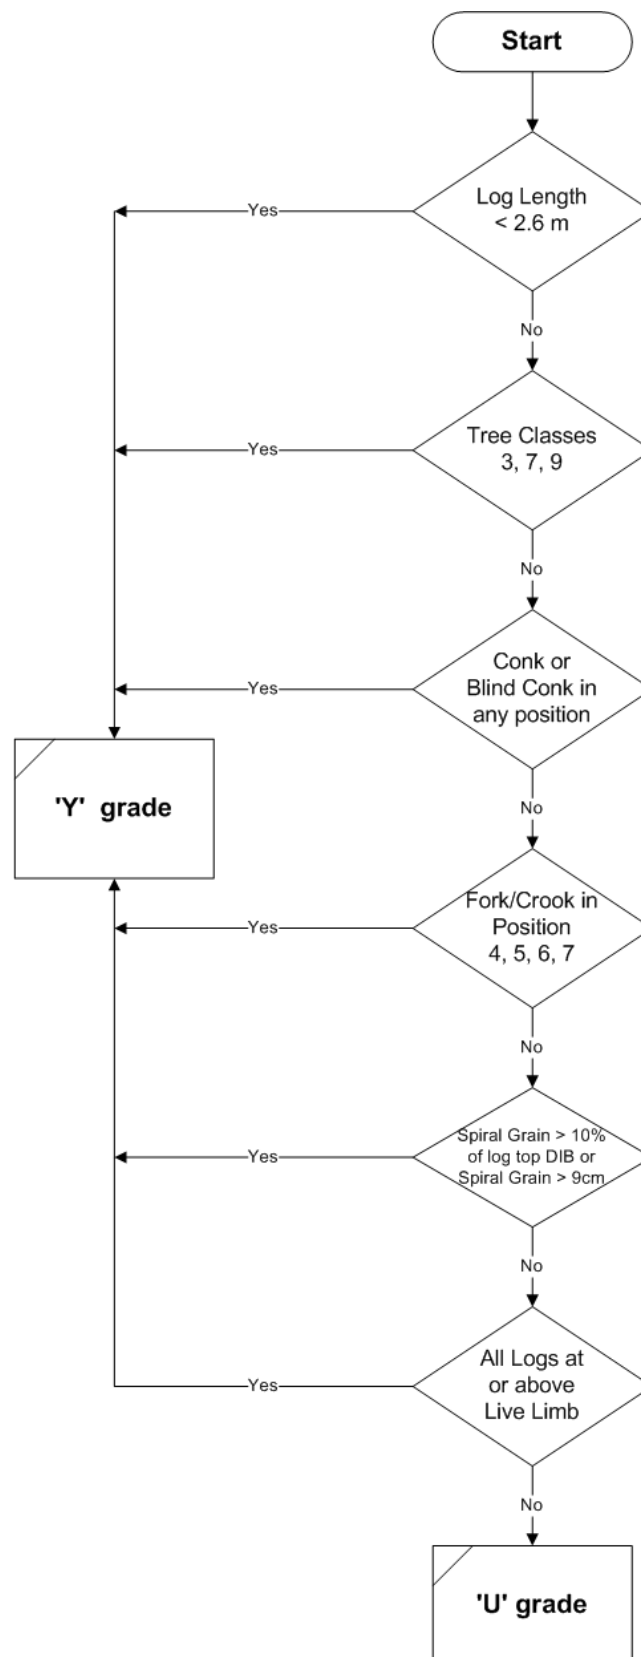 Start
Log Length
< 2.6 m
Yes
No
Tree Classes
3, 7, 9
Yes
No
Conk or
Blind Conk in
any position
Yes
No
'Y' grade
Fork/Crook in
Position
4, 5, 6, 7
Yes
No
Spiral Grain > 10%
of log top DIB or
Spiral Grain > 9cm
Yes
No
All Logs at
or above
Live Limb
Yes
No
'U' grade